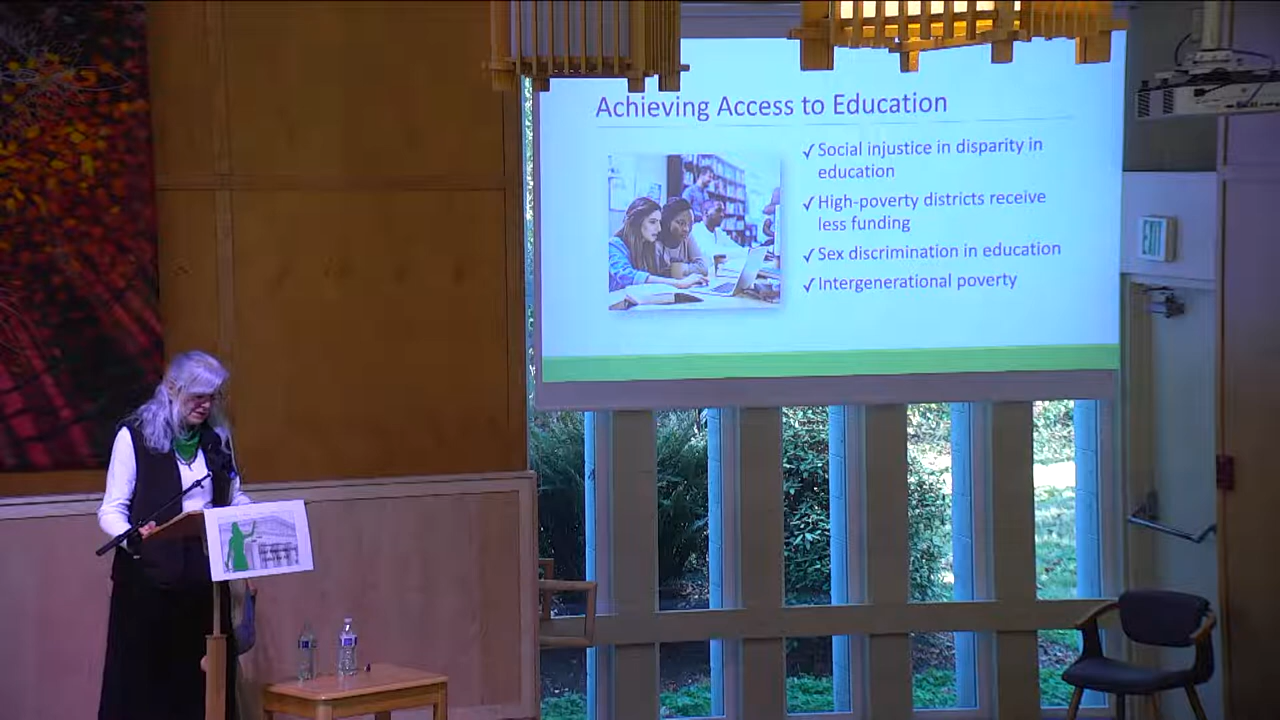 Achieving Access to Education
✓Social injustice in disparity in
education
✓High-poverty districts receive
less funding
✓Sex discrimination in education
✓Intergenerational poverty
EXIT